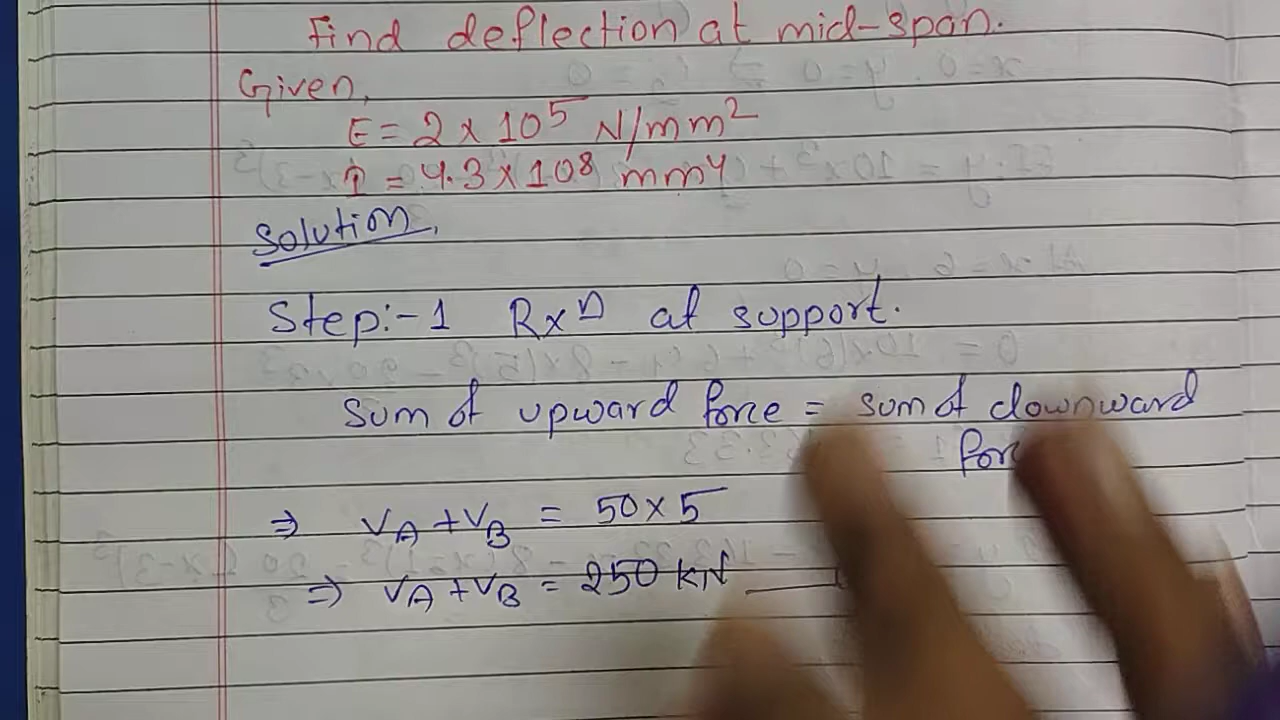 Find deflection at mid-span.
Given,
E = 2 x 10⁵ N/mm²
I = 4.3 x 10⁸ mm⁴
Solution,
Step:-1 Rxⁿ at support.
Sum of upward force = sum of downward
⇒ VA + VB = 50 x 5
⇒ VA + VB = 250 kN